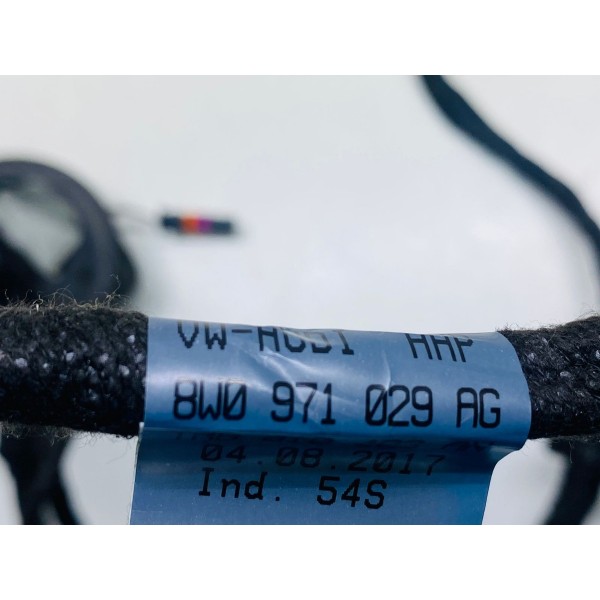 VW-AUDI AHP
8W0 971 029 AG
04.08.2017
Ind. 54S